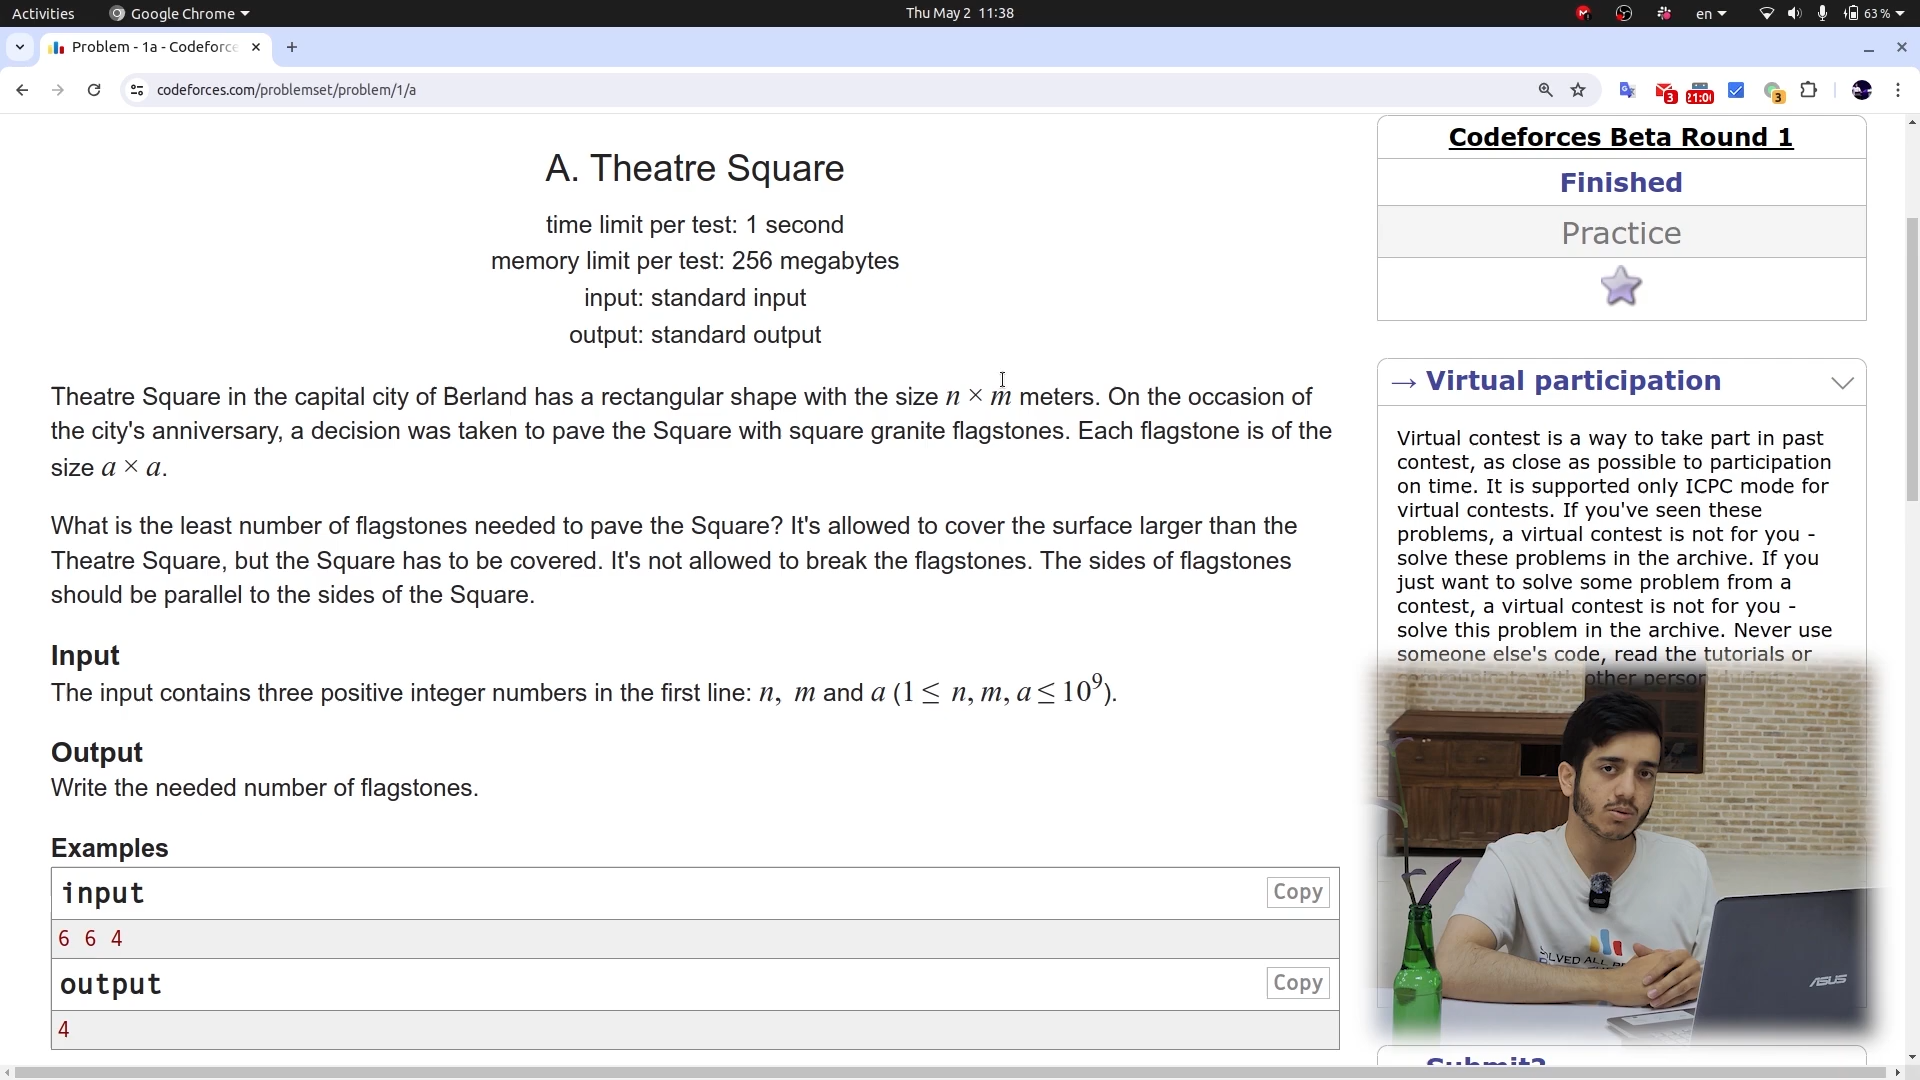 Activities
Google Chrome
Thu May 2 11:38
en
63 %
Problem - 1a - Codeforce
codeforces.com/problemset/problem/1/a
3
21:00
3
A. Theatre Square
time limit per test: 1 second
memory limit per test: 256 megabytes
input: standard input
output: standard output
Theatre Square in the capital city of Berland has a rectangular shape with the size n × m meters. On the occasion of
the city's anniversary, a decision was taken to pave the Square with square granite flagstones. Each flagstone is of the
size a × a.
What is the least number of flagstones needed to pave the Square? It's allowed to cover the surface larger than the
Theatre Square, but the Square has to be covered. It's not allowed to break the flagstones. The sides of flagstones
should be parallel to the sides of the Square.
Input
The input contains three positive integer numbers in the first line: n, m and a (1 ≤ n, m, a ≤ 10⁹).
Output
Write the needed number of flagstones.
Examples
input
Copy
6 6 4
output
Copy
4
Codeforces Beta Round 1
Finished
Practice
→ Virtual participation
Virtual contest is a way to take part in past
contest, as close as possible to participation
on time. It is supported only ICPC mode for
virtual contests. If you've seen these
problems, a virtual contest is not for you -
solve these problems in the archive. If you
just want to solve some problem from a
contest, a virtual contest is not for you -
solve this problem in the archive. Never use
someone else's code, read the tutorials or
communicate with other person
OLVED ALL
ASUS
Submit?